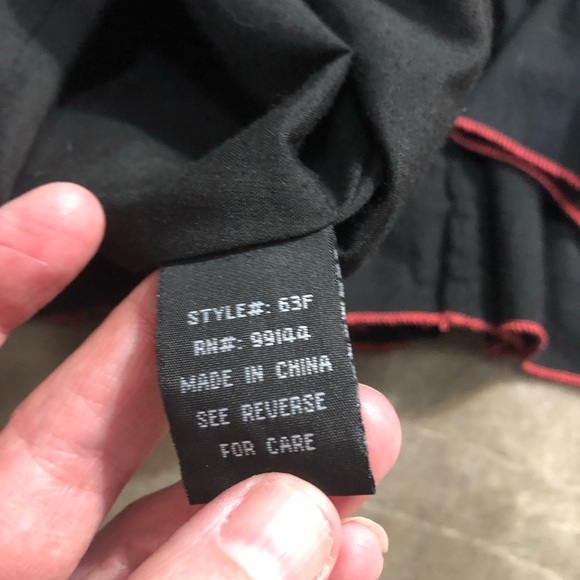 STYLE#: 63F
RN#: 99144
MADE IN CHINA
SEE REVERSE
FOR CARE